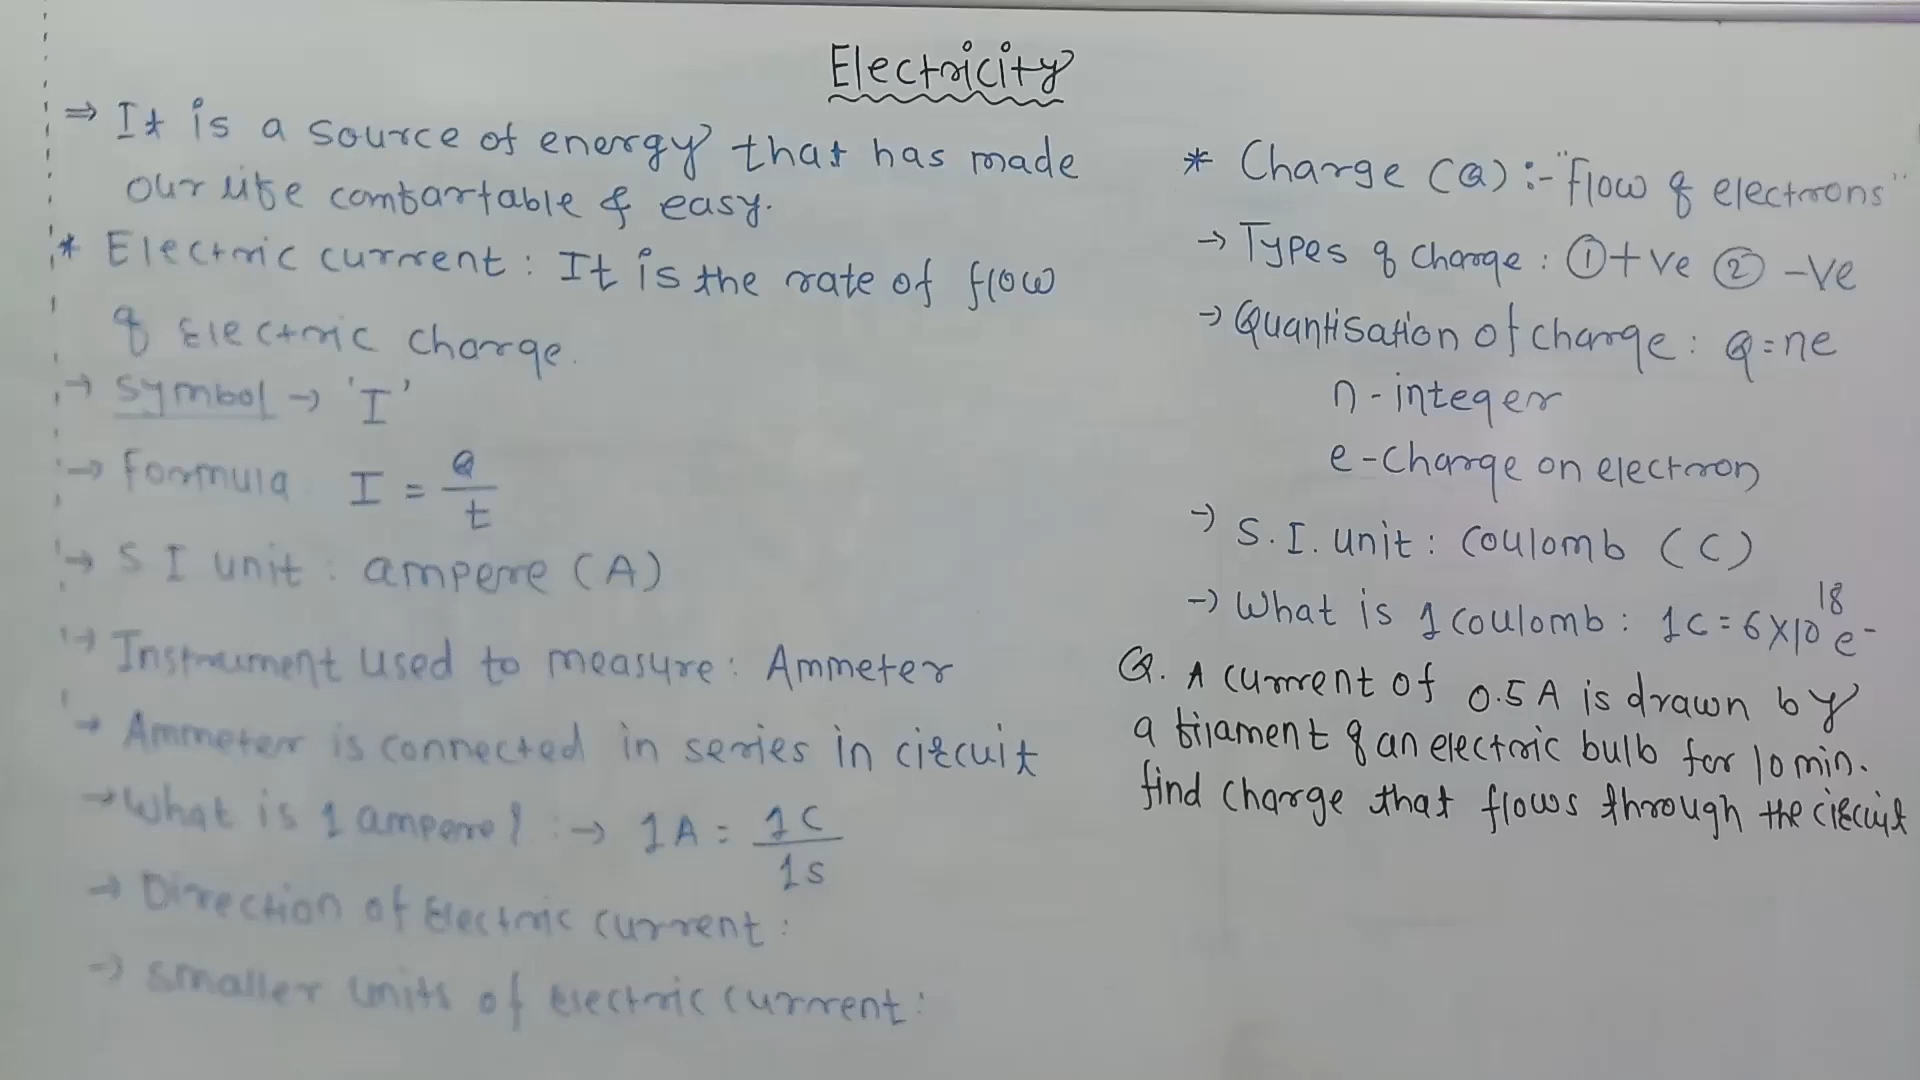 Electricity
⇒ It is a source of energy that has made
our life comfartable & easy.
* Electric current : It is the rate of flow
of Electric charge.
→ Symbol → 'I'
→ Formula I = Q/t
→ S I unit : ampere (A)
→ Instrument used to measure : Ammeter
→ Ammeter is connected in series in circuit
→ What is 1 ampere? : → 1A = 1C/1s
→ Direction of Electric current :
→ smaller units of electric current :
* Charge (Q) :- "flow of electrons"
→ Types of charge : ① +ve ② -ve
→ Quantisation of charge : Q = ne
n - integer
e - charge on electron
→ S.I. unit : Coulomb (C)
→ What is 1 coulomb : 1C = 6×10¹⁸ e⁻
Q. A current of 0.5 A is drawn by
a filament of an electric bulb for 10 min.
find charge that flows through the circuit